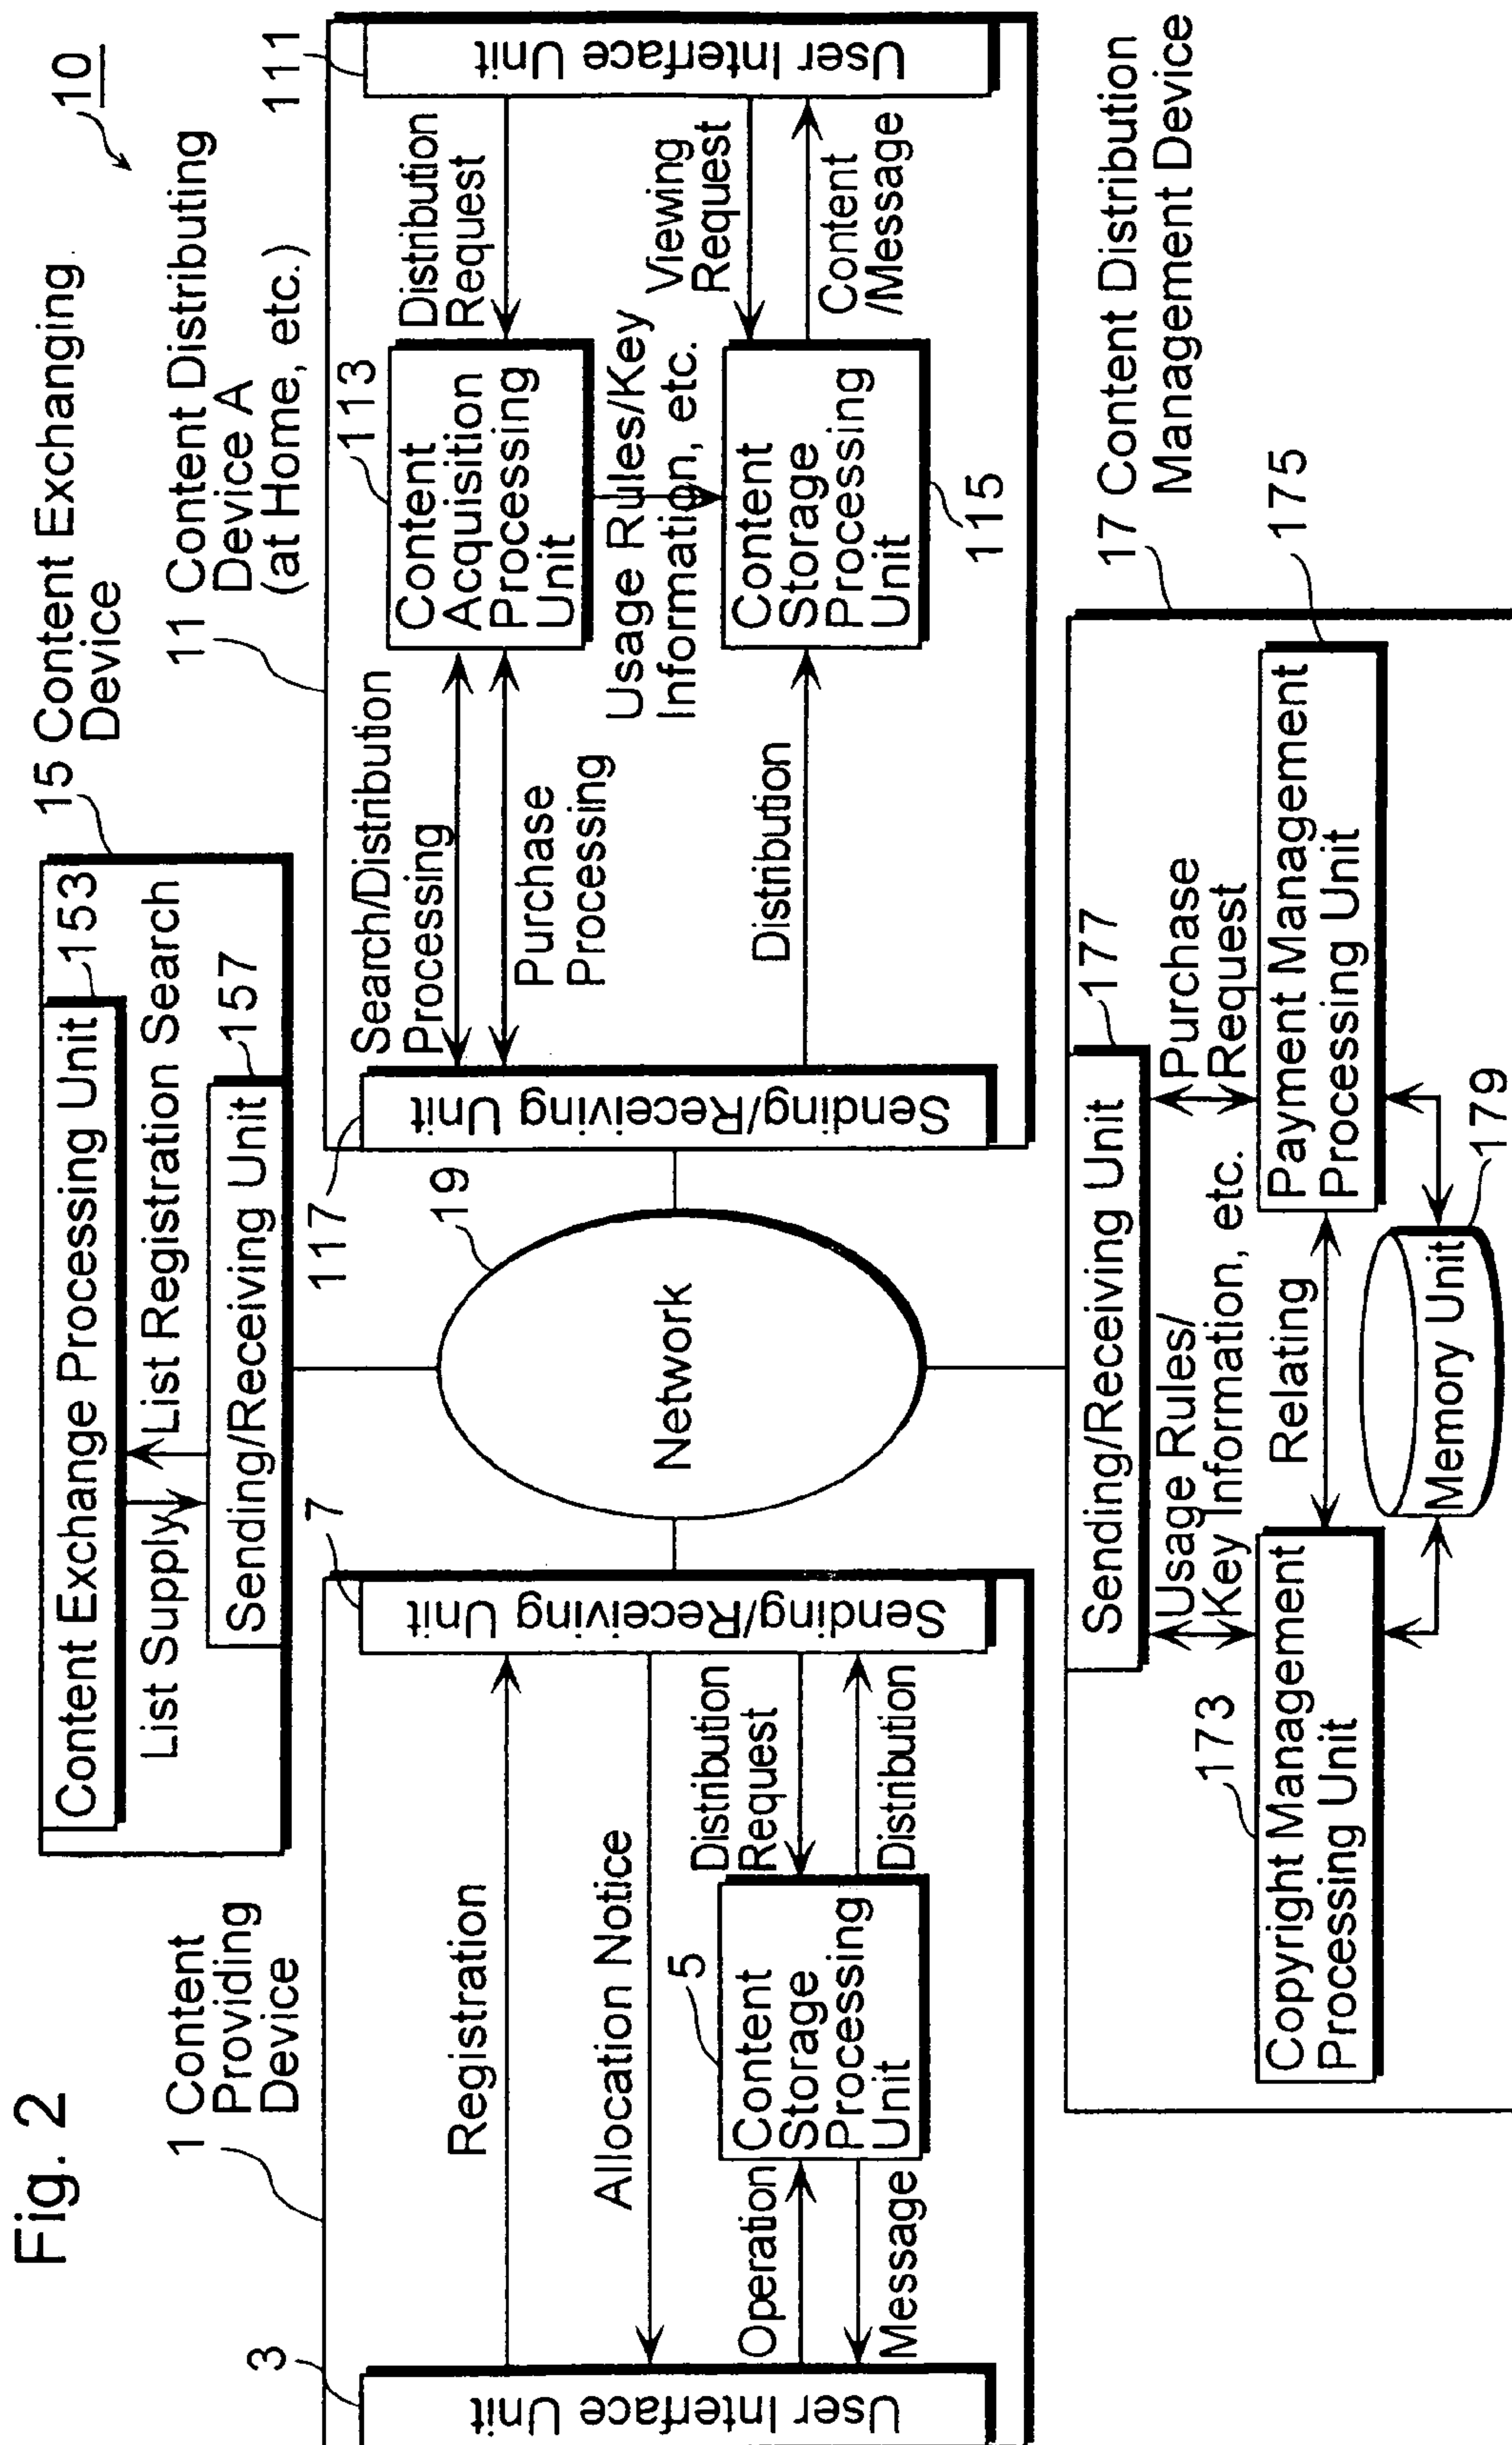 Fig. 2
10
15 Content Exchanging
Device
Content Exchange Processing Unit
153
List Supply
List Registration Search
Sending/Receiving Unit
157
1 Content
Providing
Device
3
User Interface Unit
Registration
Allocation Notice
Operation
Message
5
Content
Storage
Processing
Unit
Distribution
Request
Distribution
7
Sending/Receiving Unit
Network
19
11 Content Distributing
Device A
(at Home, etc.)
117
Sending/Receiving Unit
Search/Distribution
Processing
Purchase
Processing
Distribution
113
Content
Acquisition
Processing
Unit
Usage Rules/Key
Information, etc.
Content
Storage
Processing
Unit
115
Distribution
Request
Viewing
Request
Content
/Message
111
User Interface Unit
17 Content Distribution
Management Device
Sending/Receiving Unit
177
Usage Rules/
Key Information, etc.
Purchase
Request
173
Copyright Management
Processing Unit
Relating
Payment Management
Processing Unit
175
Memory Unit
179